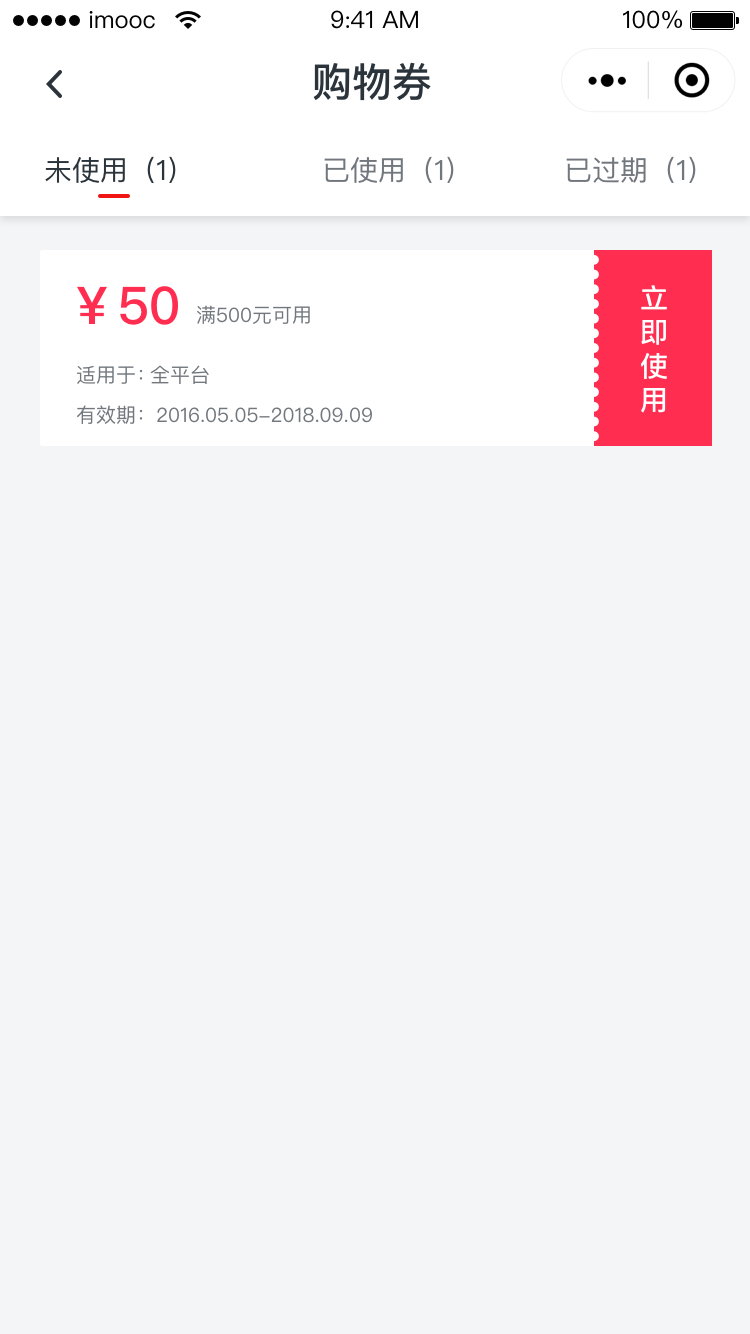 imooc 9:41 AM 100%
购物券
未使用（1） 已使用（1） 已过期（1）
¥ 50 满500元可用
适用于：全平台
有效期：2016.05.05-2018.09.09
立即使用